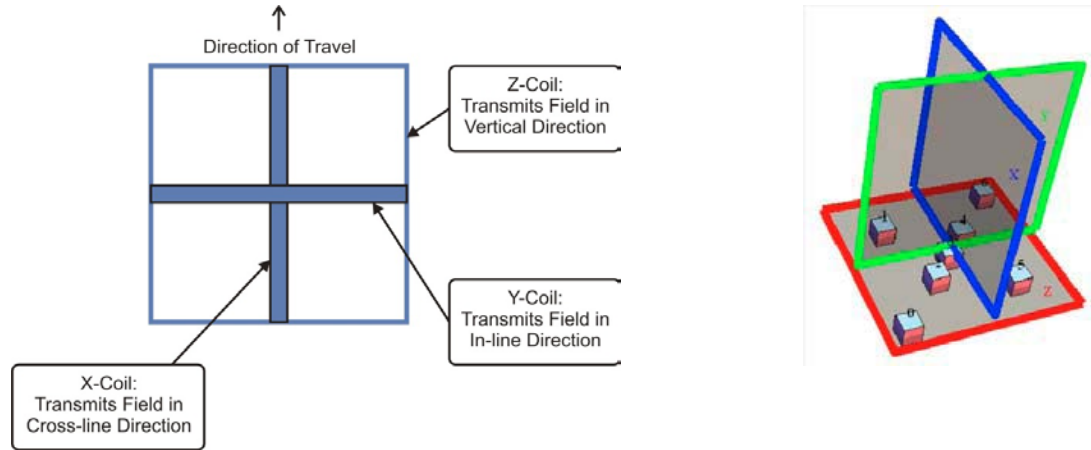 Direction of Travel
Z-Coil:
Transmits Field in
Vertical Direction
Y-Coil:
Transmits Field in
In-line Direction
X-Coil:
Transmits Field in
Cross-line Direction
Y
X
Z